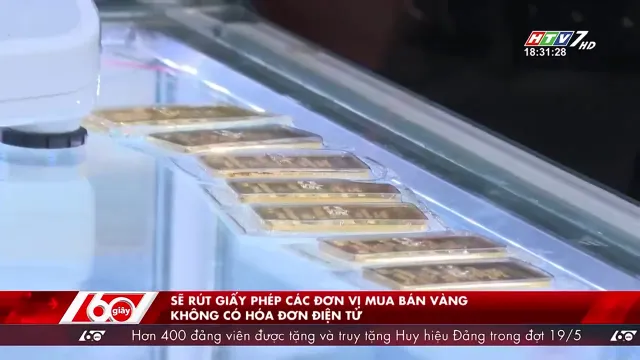 HTV7 HD
18:31:28
60 giây
SẼ RÚT GIẤY PHÉP CÁC ĐƠN VỊ MUA BÁN VÀNG
KHÔNG CÓ HÓA ĐƠN ĐIỆN TỬ
60s Hơn 400 đảng viên được tặng và truy tặng Huy hiệu Đảng trong đợt 19/5 60s